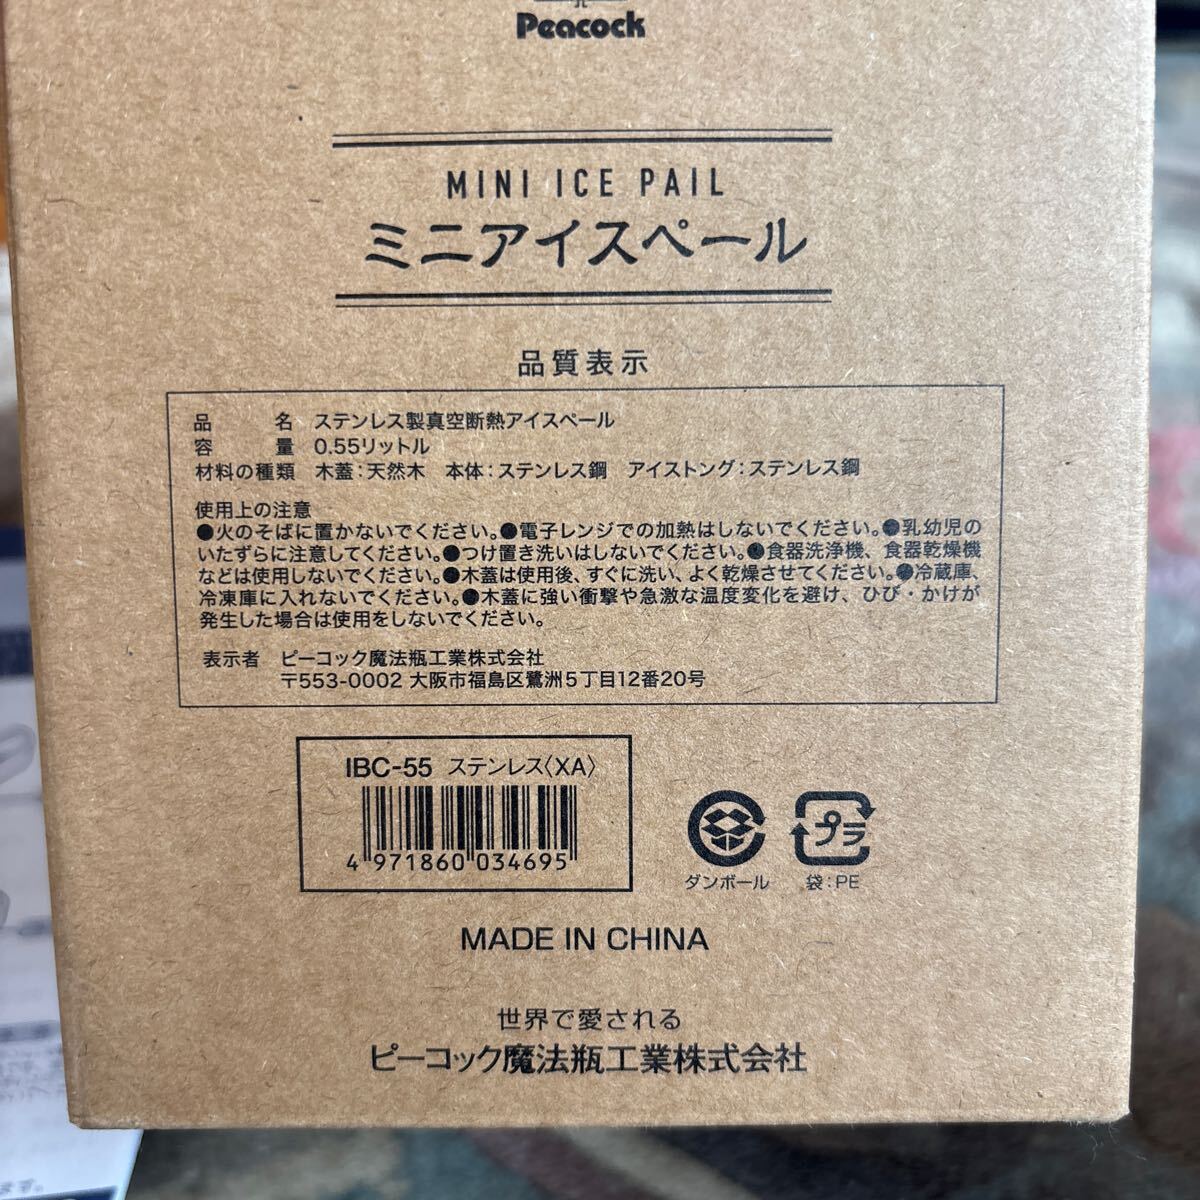 Peacock
MINI ICE PAIL
ミニアイスペール
品質表示
品 名 ステンレス製真空断熱アイスペール
容 量 0.55リットル
材料の種類 木蓋:天然木 本体:ステンレス鋼 アイストング:ステンレス鋼
使用上の注意
●火のそばに置かないでください。●電子レンジでの加熱はしないでください。●乳幼児の
いたずらに注意してください。●つけ置き洗いはしないでください。●食器洗浄機、食器乾燥機
などは使用しないでください。●木蓋は使用後、すぐに洗い、よく乾燥させてください。●冷蔵庫、
冷凍庫に入れないでください。●木蓋に強い衝撃や急激な温度変化を避け、ひび・かけが
発生した場合は使用をしないでください。
表示者 ピーコック魔法瓶工業株式会社
〒553-0002 大阪市福島区鷺洲5丁目12番20号
IBC-55 ステンレス〈XA〉
4 971860 034695
プラ
ダンボール 袋:PE
MADE IN CHINA
世界で愛される
ピーコック魔法瓶工業株式会社
ます。